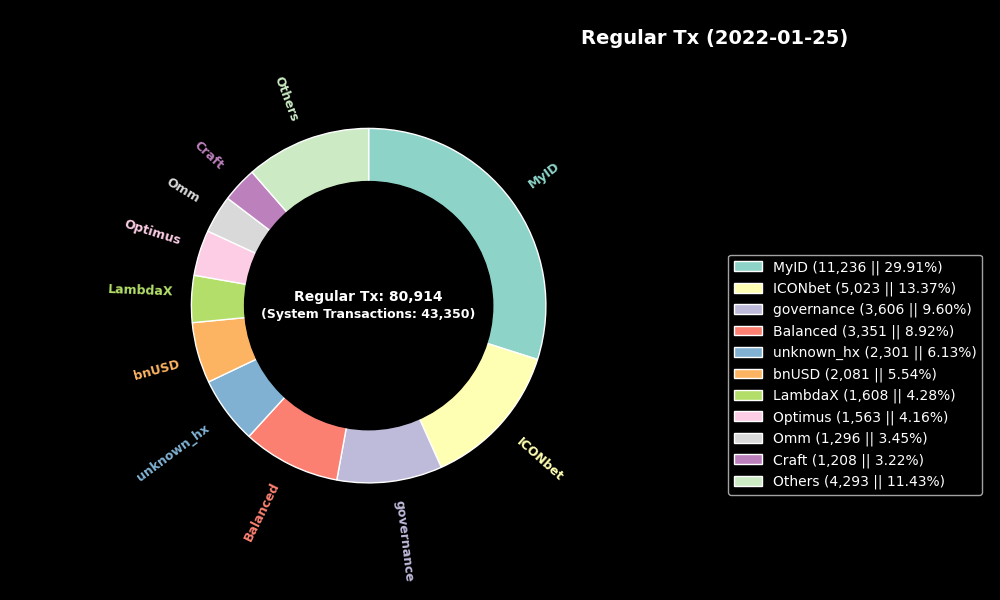 Regular Tx (2022-01-25)
Others
Craft
MyID
Omm
Optimus
LambdaX
Regular Tx: 80,914
(System Transactions: 43,350)
bnUSD
unknown_hx
ICONbet
Balanced
governance
MyID (11,236 || 29.91%)
ICONbet (5,023 || 13.37%)
governance (3,606 || 9.60%)
Balanced (3,351 || 8.92%)
unknown_hx (2,301 || 6.13%)
bnUSD (2,081 || 5.54%)
LambdaX (1,608 || 4.28%)
Optimus (1,563 || 4.16%)
Omm (1,296 || 3.45%)
Craft (1,208 || 3.22%)
Others (4,293 || 11.43%)